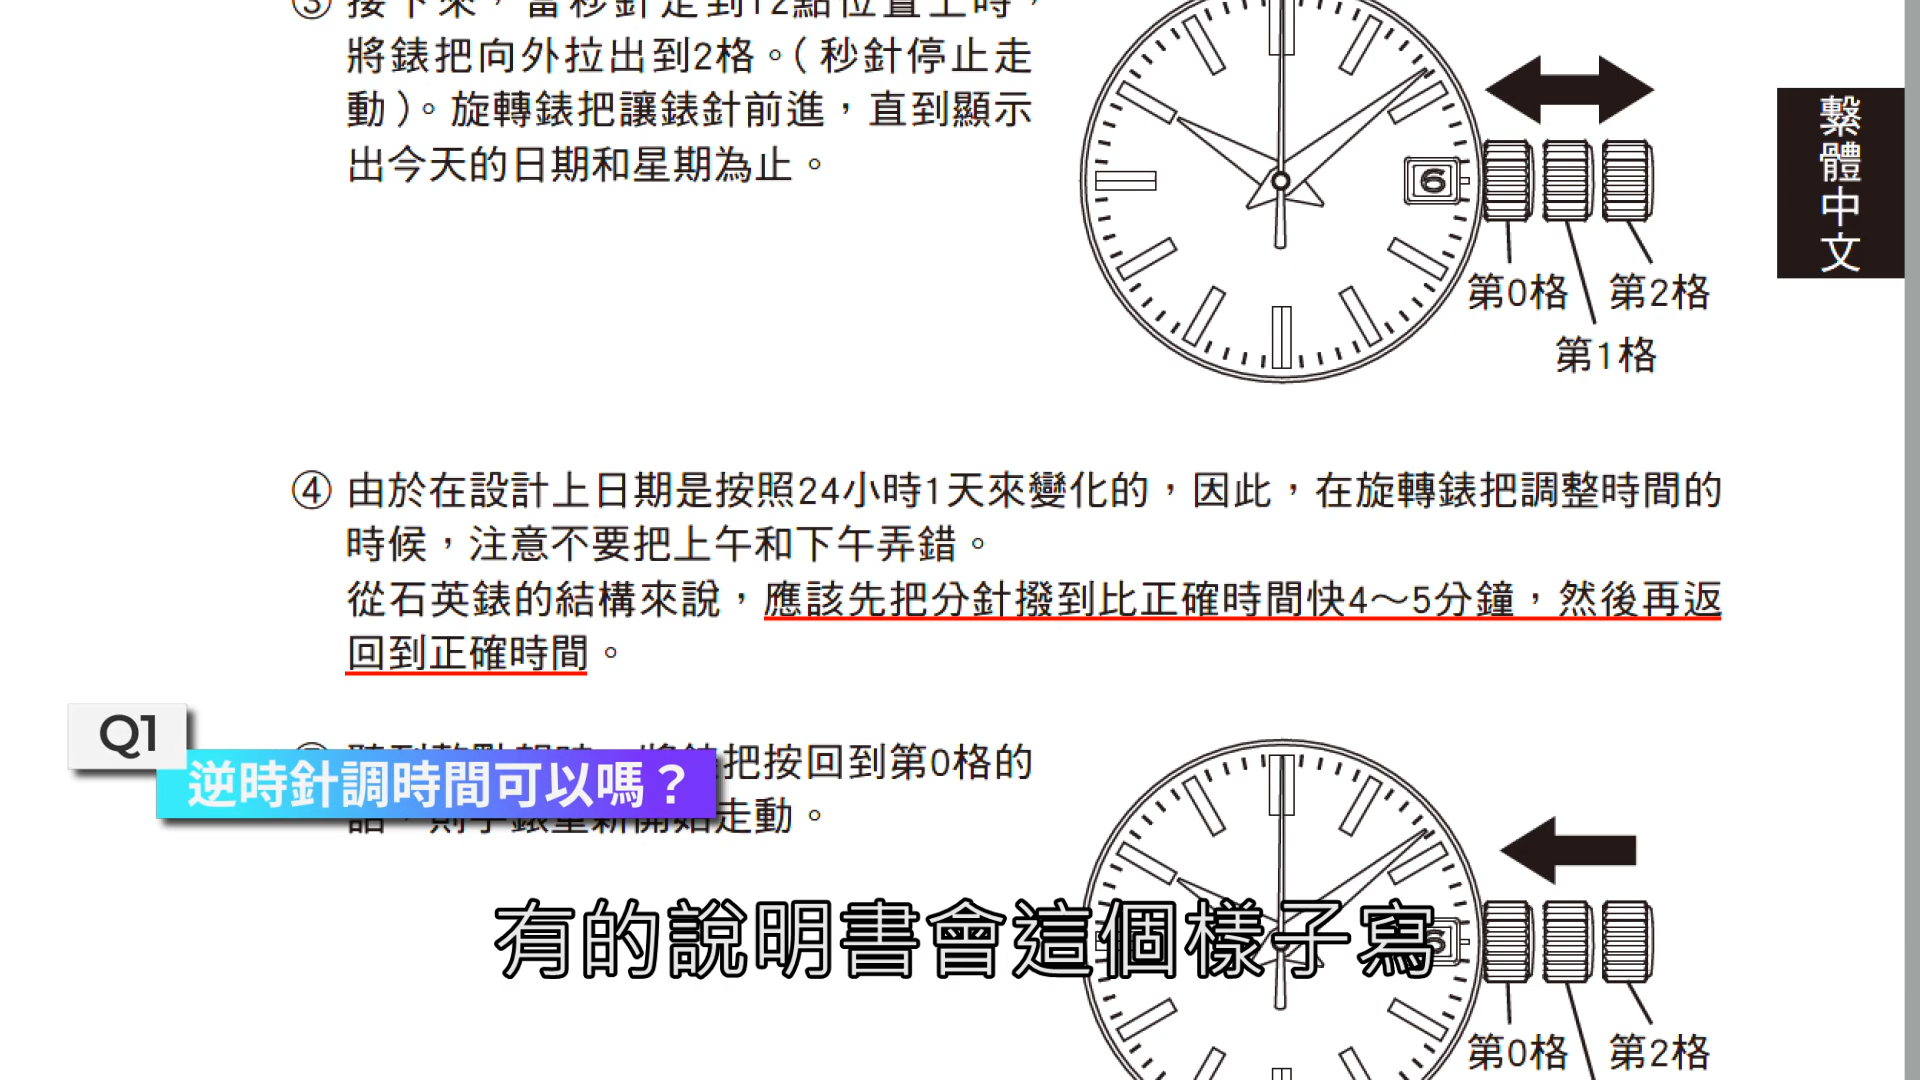 ③ 接下來，當秒針走到12點位置上時，
將錶把向外拉出到2格。(秒針停止走
動)。旋轉錶把讓錶針前進，直到顯示
出今天的日期和星期為止。
6
第0格 第2格
第1格
繫體中文
④ 由於在設計上日期是按照24小時1天來變化的，因此，在旋轉錶把調整時間的
時候，注意不要把上午和下午弄錯。
從石英錶的結構來說，應該先把分針撥到比正確時間快4～5分鐘，然後再返
回到正確時間。
把按回到第0格的
走動。
Q1
逆時針調時間可以嗎？
有的說明書會這個樣子寫
第0格 第2格